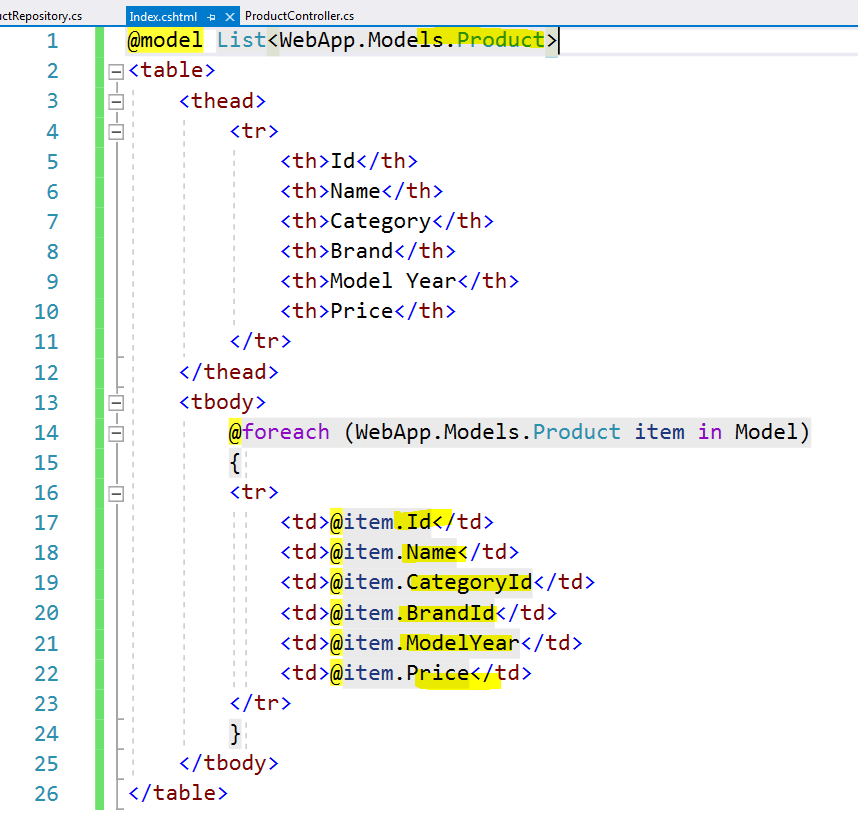 uctRepository.cs Index.cshtml ProductController.cs
1 @model List<WebApp.Models.Product>
2 <table>
3 <thead>
4 <tr>
5 <th>Id</th>
6 <th>Name</th>
7 <th>Category</th>
8 <th>Brand</th>
9 <th>Model Year</th>
10 <th>Price</th>
11 </tr>
12 </thead>
13 <tbody>
14 @foreach (WebApp.Models.Product item in Model)
15 {
16 <tr>
17 <td>@item.Id</td>
18 <td>@item.Name</td>
19 <td>@item.CategoryId</td>
20 <td>@item.BrandId</td>
21 <td>@item.ModelYear</td>
22 <td>@item.Price</td>
23 </tr>
24 }
25 </tbody>
26 </table>